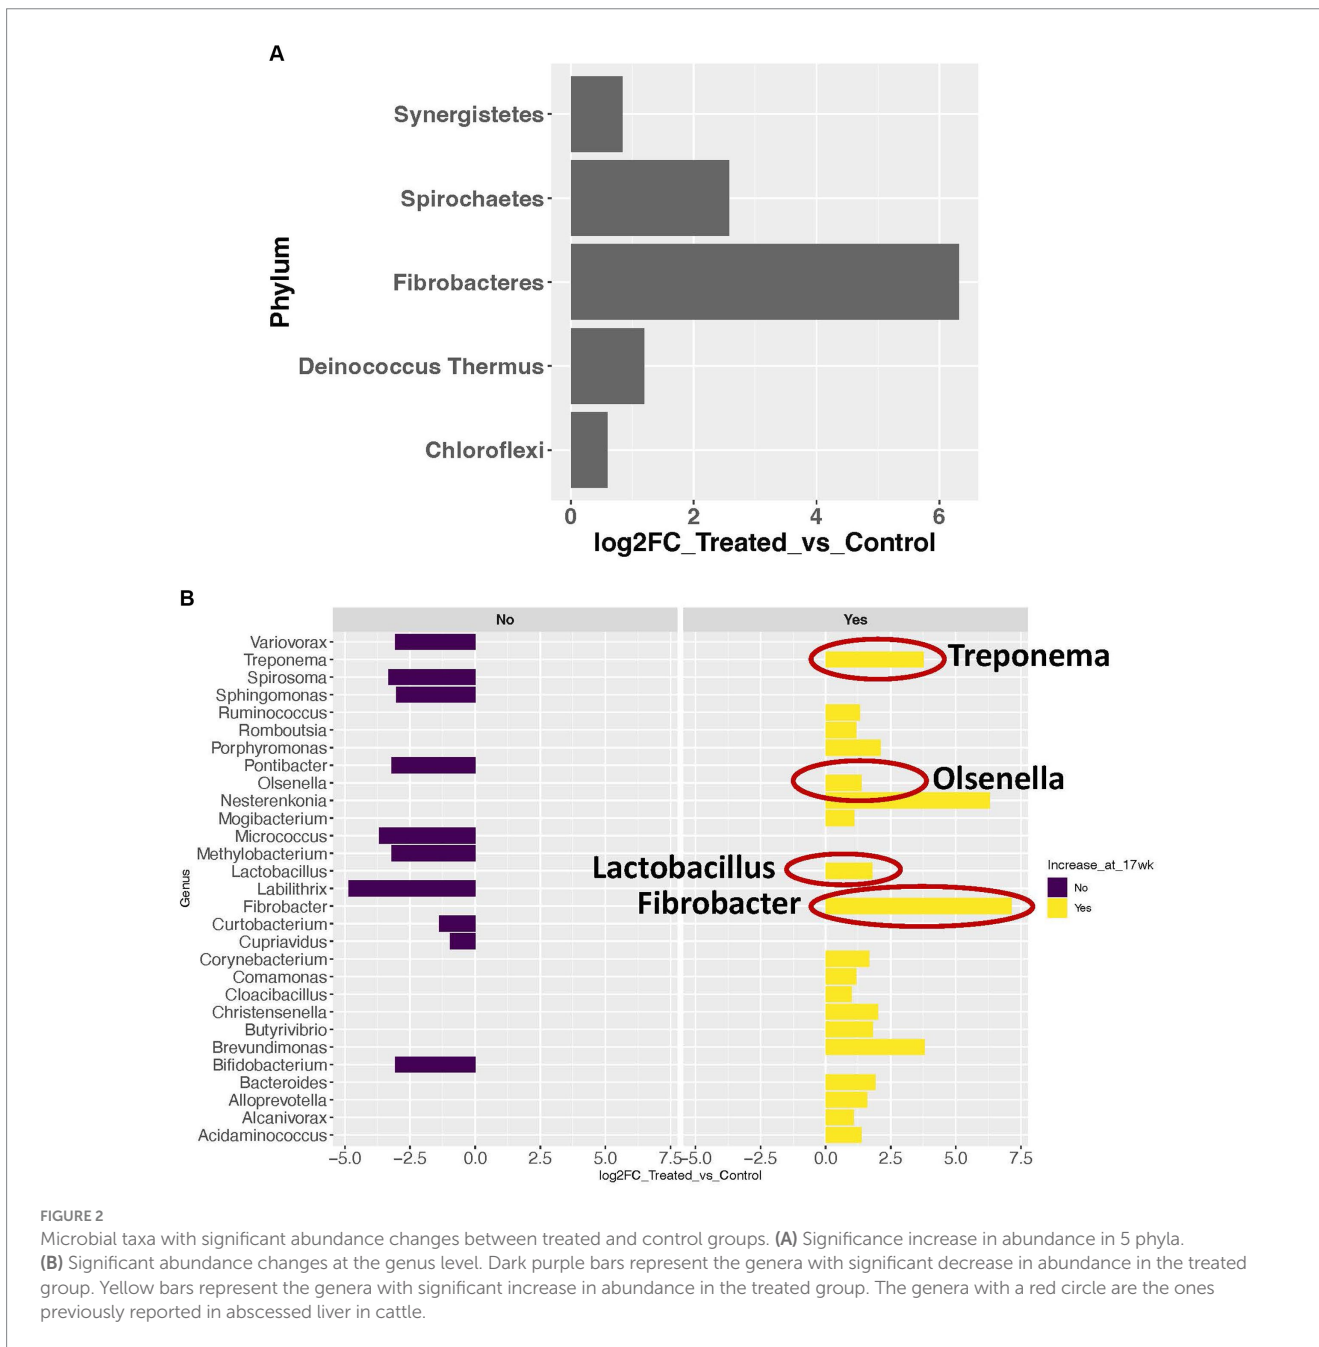 A
Synergistetes
Spirochaetes
Fibrobacteres
Deinococcus Thermus
Chloroflexi
Phylum
0 2 4 6
log2FC_Treated_vs_Control
B
No Yes
Variovorax
Treponema
Spirosoma
Sphingomonas
Ruminococcus
Romboutsia
Porphyromonas
Pontibacter
Olsenella
Nesterenkonia
Mogibacterium
Micrococcus
Methylobacterium
Lactobacillus
Labilithrix
Fibrobacter
Curtobacterium
Cupriavidus
Corynebacterium
Comamonas
Cloacibacillus
Christensenella
Butyrivibrio
Brevundimonas
Bifidobacterium
Bacteroides
Alloprevotella
Alcanivorax
Acidaminococcus
Genus
Treponema
Olsenella
Lactobacillus
Fibrobacter
Increase_at_17wk
No
Yes
−5.0 −2.5 0.0 2.5 5.0 7.5 −5.0 −2.5 0.0 2.5 5.0 7.5
log2FC_Treated_vs_Control
FIGURE 2
Microbial taxa with significant abundance changes between treated and control groups. (A) Significance increase in abundance in 5 phyla.
(B) Significant abundance changes at the genus level. Dark purple bars represent the genera with significant decrease in abundance in the treated
group. Yellow bars represent the genera with significant increase in abundance in the treated group. The genera with a red circle are the ones
previously reported in abscessed liver in cattle.